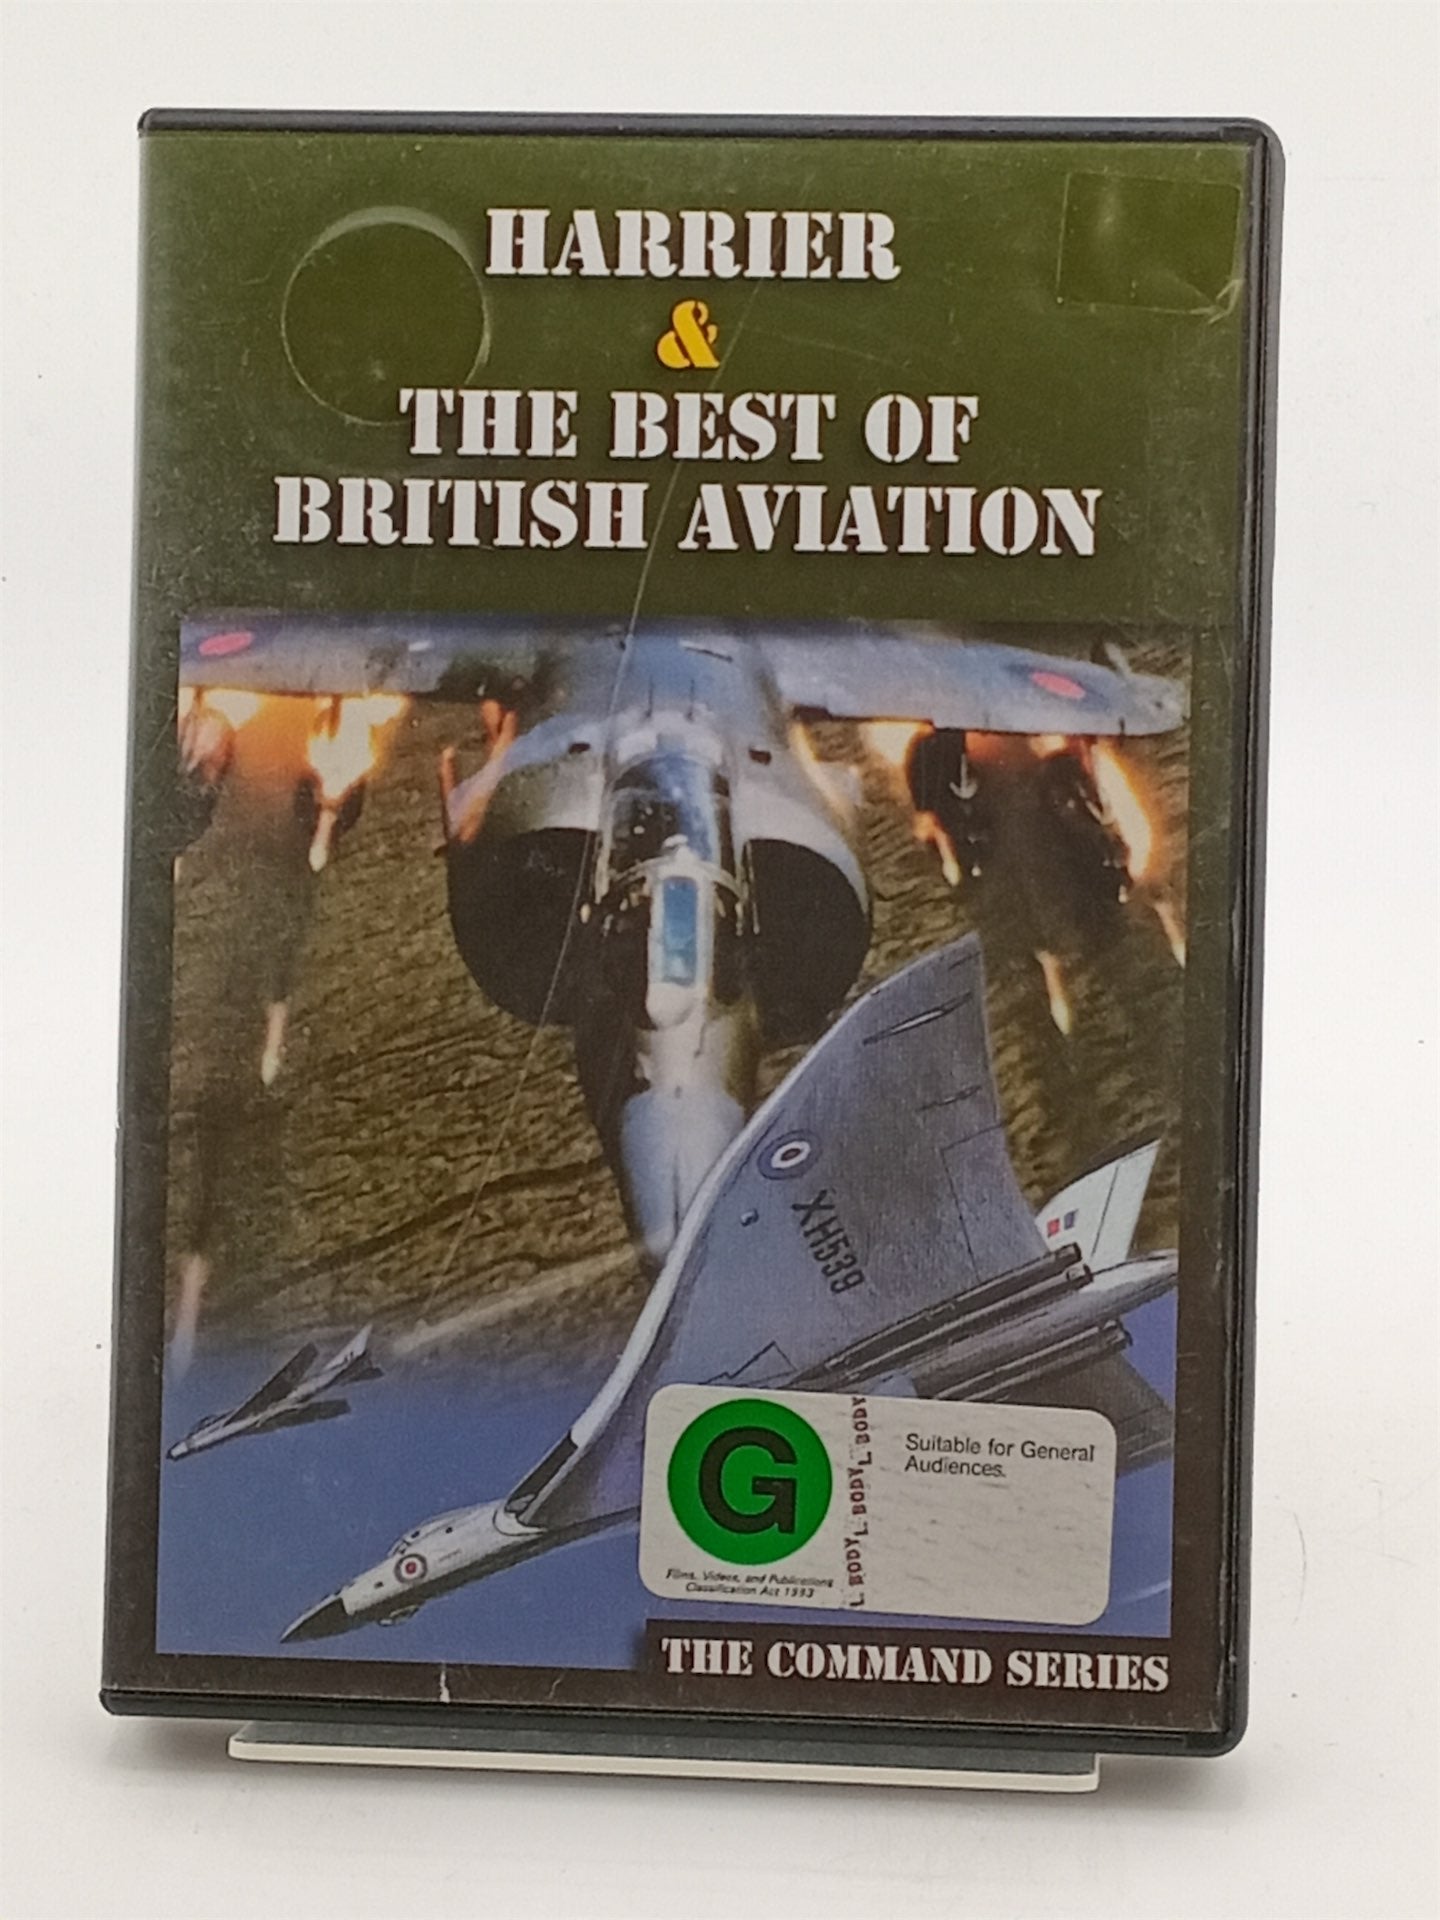 HARRIER
&
THE BEST OF
BRITISH AVIATION
XH539
G
Suitable for General
Audiences.
Films, Videos, and Publications
Classification Act 1993
THE COMMAND SERIES